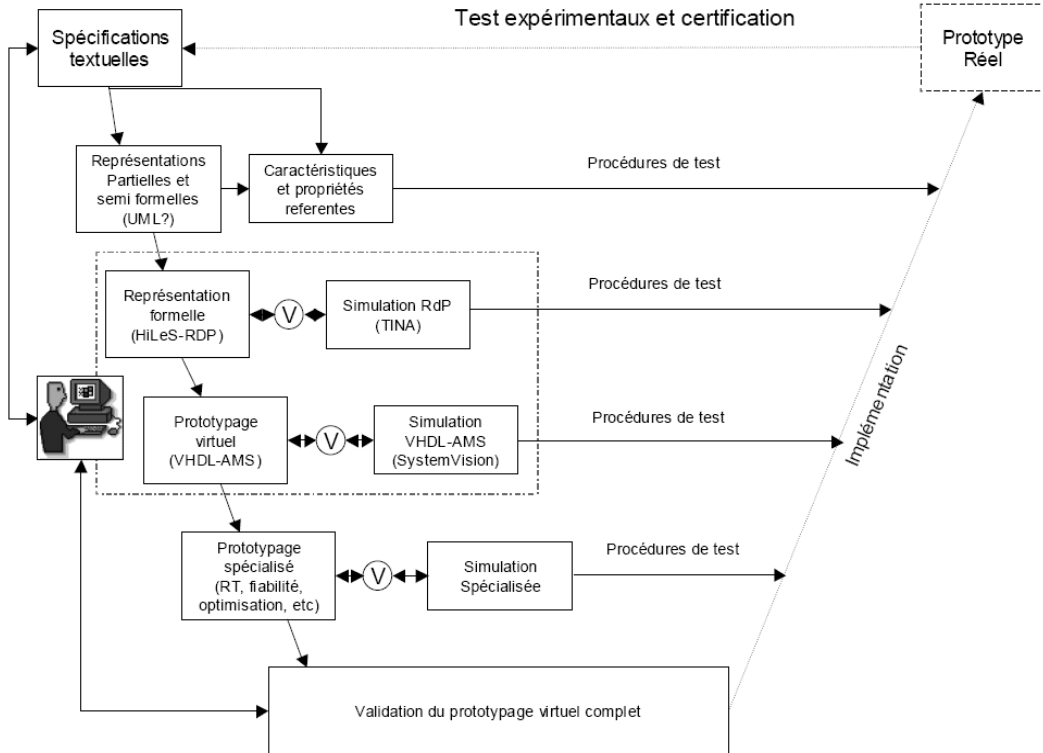 Test expérimentaux et certification
Spécifications
textuelles
Prototype
Réel
Représentations
Partielles et
semi formelles
(UML?)
Caractéristiques
et propriétés
referentes
Procédures de test
Représentation
formelle
(HiLeS-RDP)
V
Simulation RdP
(TINA)
Procédures de test
Prototypage
virtuel
(VHDL-AMS)
V
Simulation
VHDL-AMS
(SystemVision)
Procédures de test
Implémentation
Prototypage
spécialisé
(RT, fiabilité,
optimisation, etc)
V
Simulation
Spécialisée
Procédures de test
Validation du prototypage virtuel complet